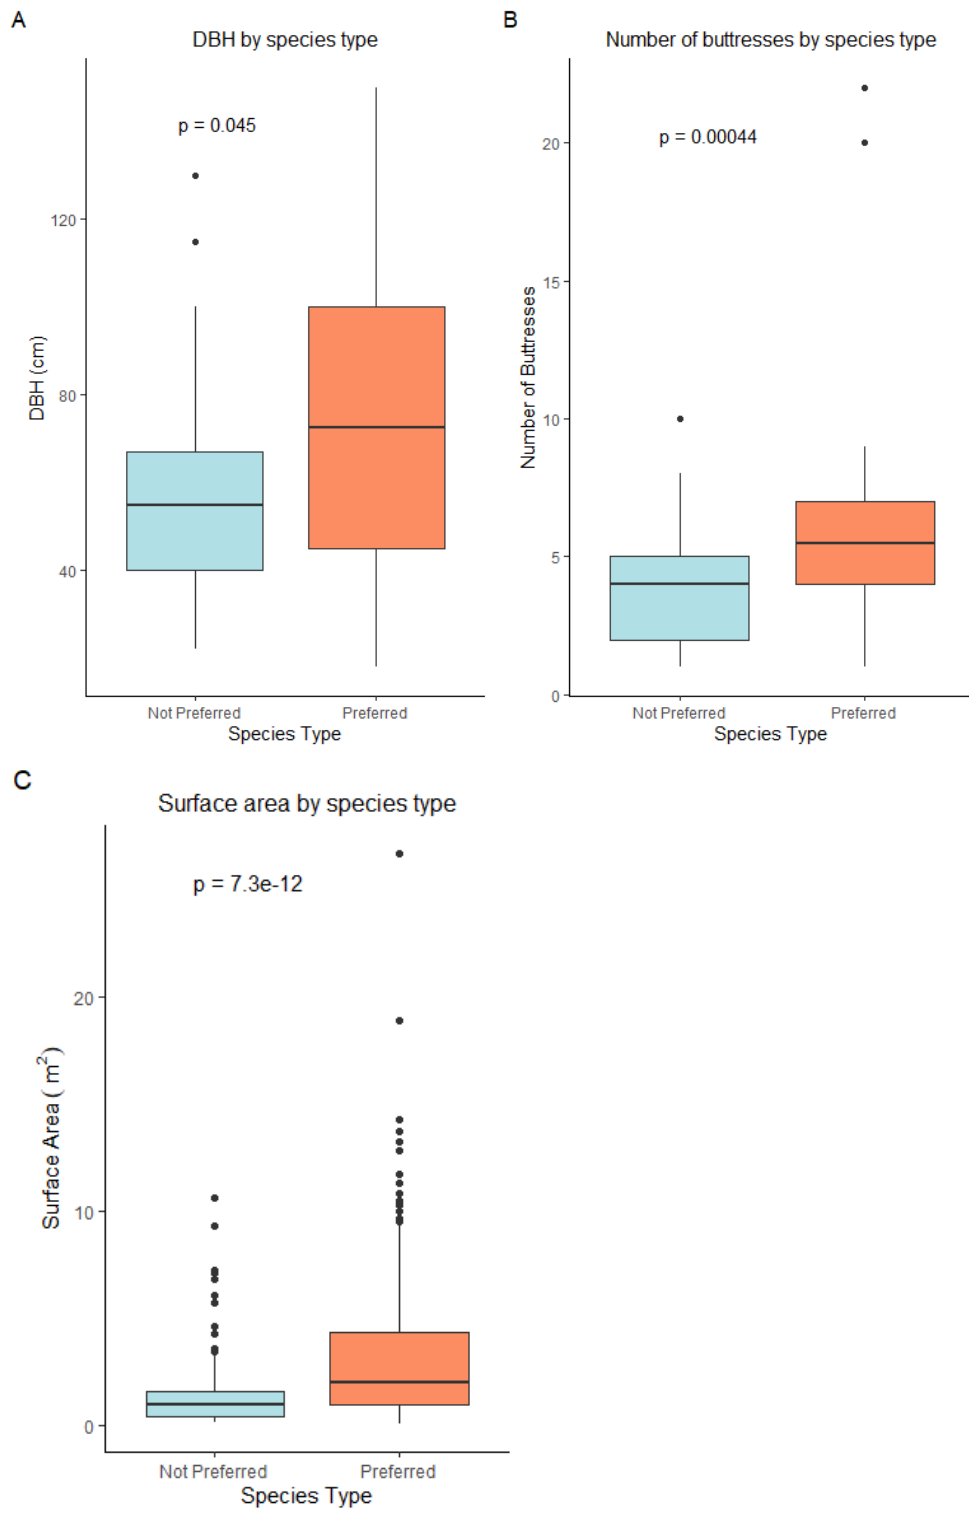 A
DBH by species type
p = 0.045
120
80
40
DBH (cm)
Not Preferred
Preferred
Species Type
B
Number of buttresses by species type
p = 0.00044
20
15
10
5
0
Number of Buttresses
Not Preferred
Preferred
Species Type
C
Surface area by species type
p = 7.3e-12
20
10
0
Surface Area ( m²)
Not Preferred
Preferred
Species Type